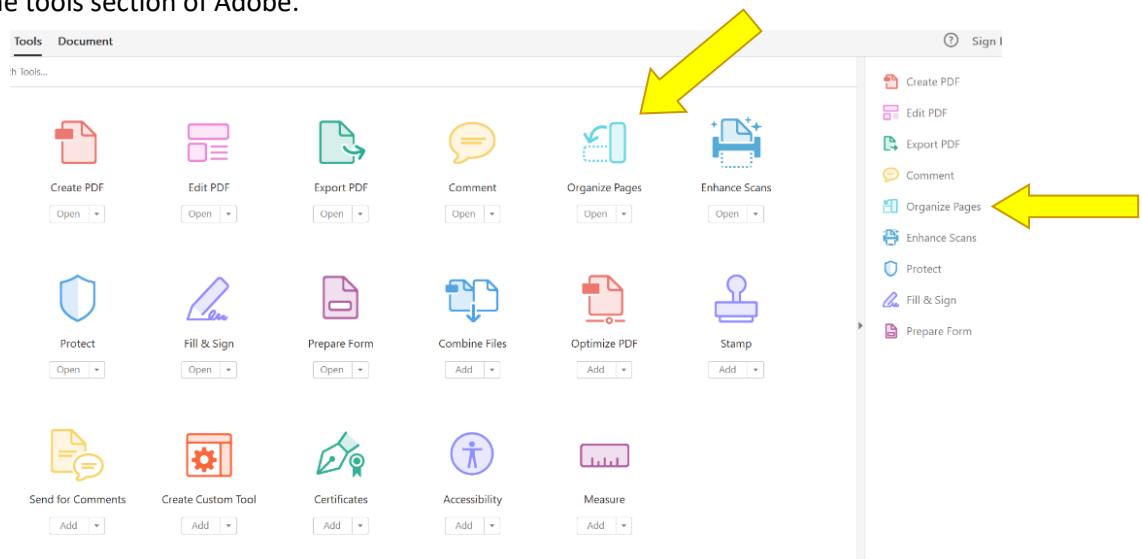 e tools section of Adobe.
Tools Document
? Sign I
h Tools...
Create PDF Edit PDF Export PDF Comment Organize Pages Enhance Scans
Open Open Open Open Open Open
Protect Fill & Sign Prepare Form Combine Files Optimize PDF Stamp
Open Open Open Add Add Add
Send for Comments Create Custom Tool Certificates Accessibility Measure
Add Add Add Add Add
Create PDF
Edit PDF
Export PDF
Comment
Organize Pages
Enhance Scans
Protect
Fill & Sign
Prepare Form